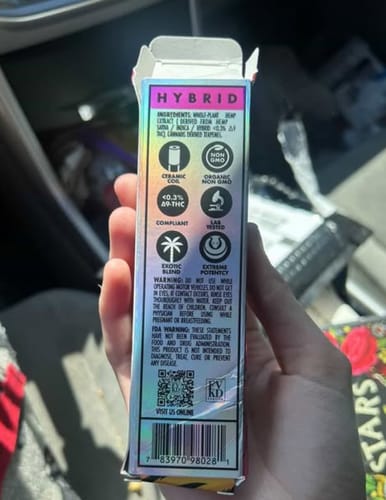 HYBRID
INGREDIENTS: WHOLE-PLANT HEMP
EXTRACT ( DERIVED FROM HEMP
SATIVA / INDICA / HYBRID <0.3% Δ9
THC), CANNABIS DERIVED TERPENES.
CERAMIC
COIL
NON
GMO
ORGANIC
NON GMO
<0.3%
Δ9-THC
COMPLIANT
LAB
TESTED
EXOTIC
BLEND
EXTREME
POTENTCY
WARNING: DO NOT USE WHILE
OPERATING MOTOR VEHICLES. DO NOT GET
IN EYES. IF CONTACT OCCURS, RINSE EYES
THOUROUGHLY WITH WATER. KEEP OUT
THE REACH OF CHILDREN. CONSULT A
PHYSICIAN BEFORE USING WHILE
PREGNANT OR BREASTFEEDING.
FDA WARNING: THESE STATEMENTS
HAVE NOT BEEN EVALUATED BY THE
FOOD AND DRUG ADMINISTRATION.
THIS PRODUCT IS NOT INTENDED TO
DIAGNOSE, TREAT, CURE OR PREVENT
ANY DISEASE.
VISIT US ONLINE
7 83970 98028 1
STARS